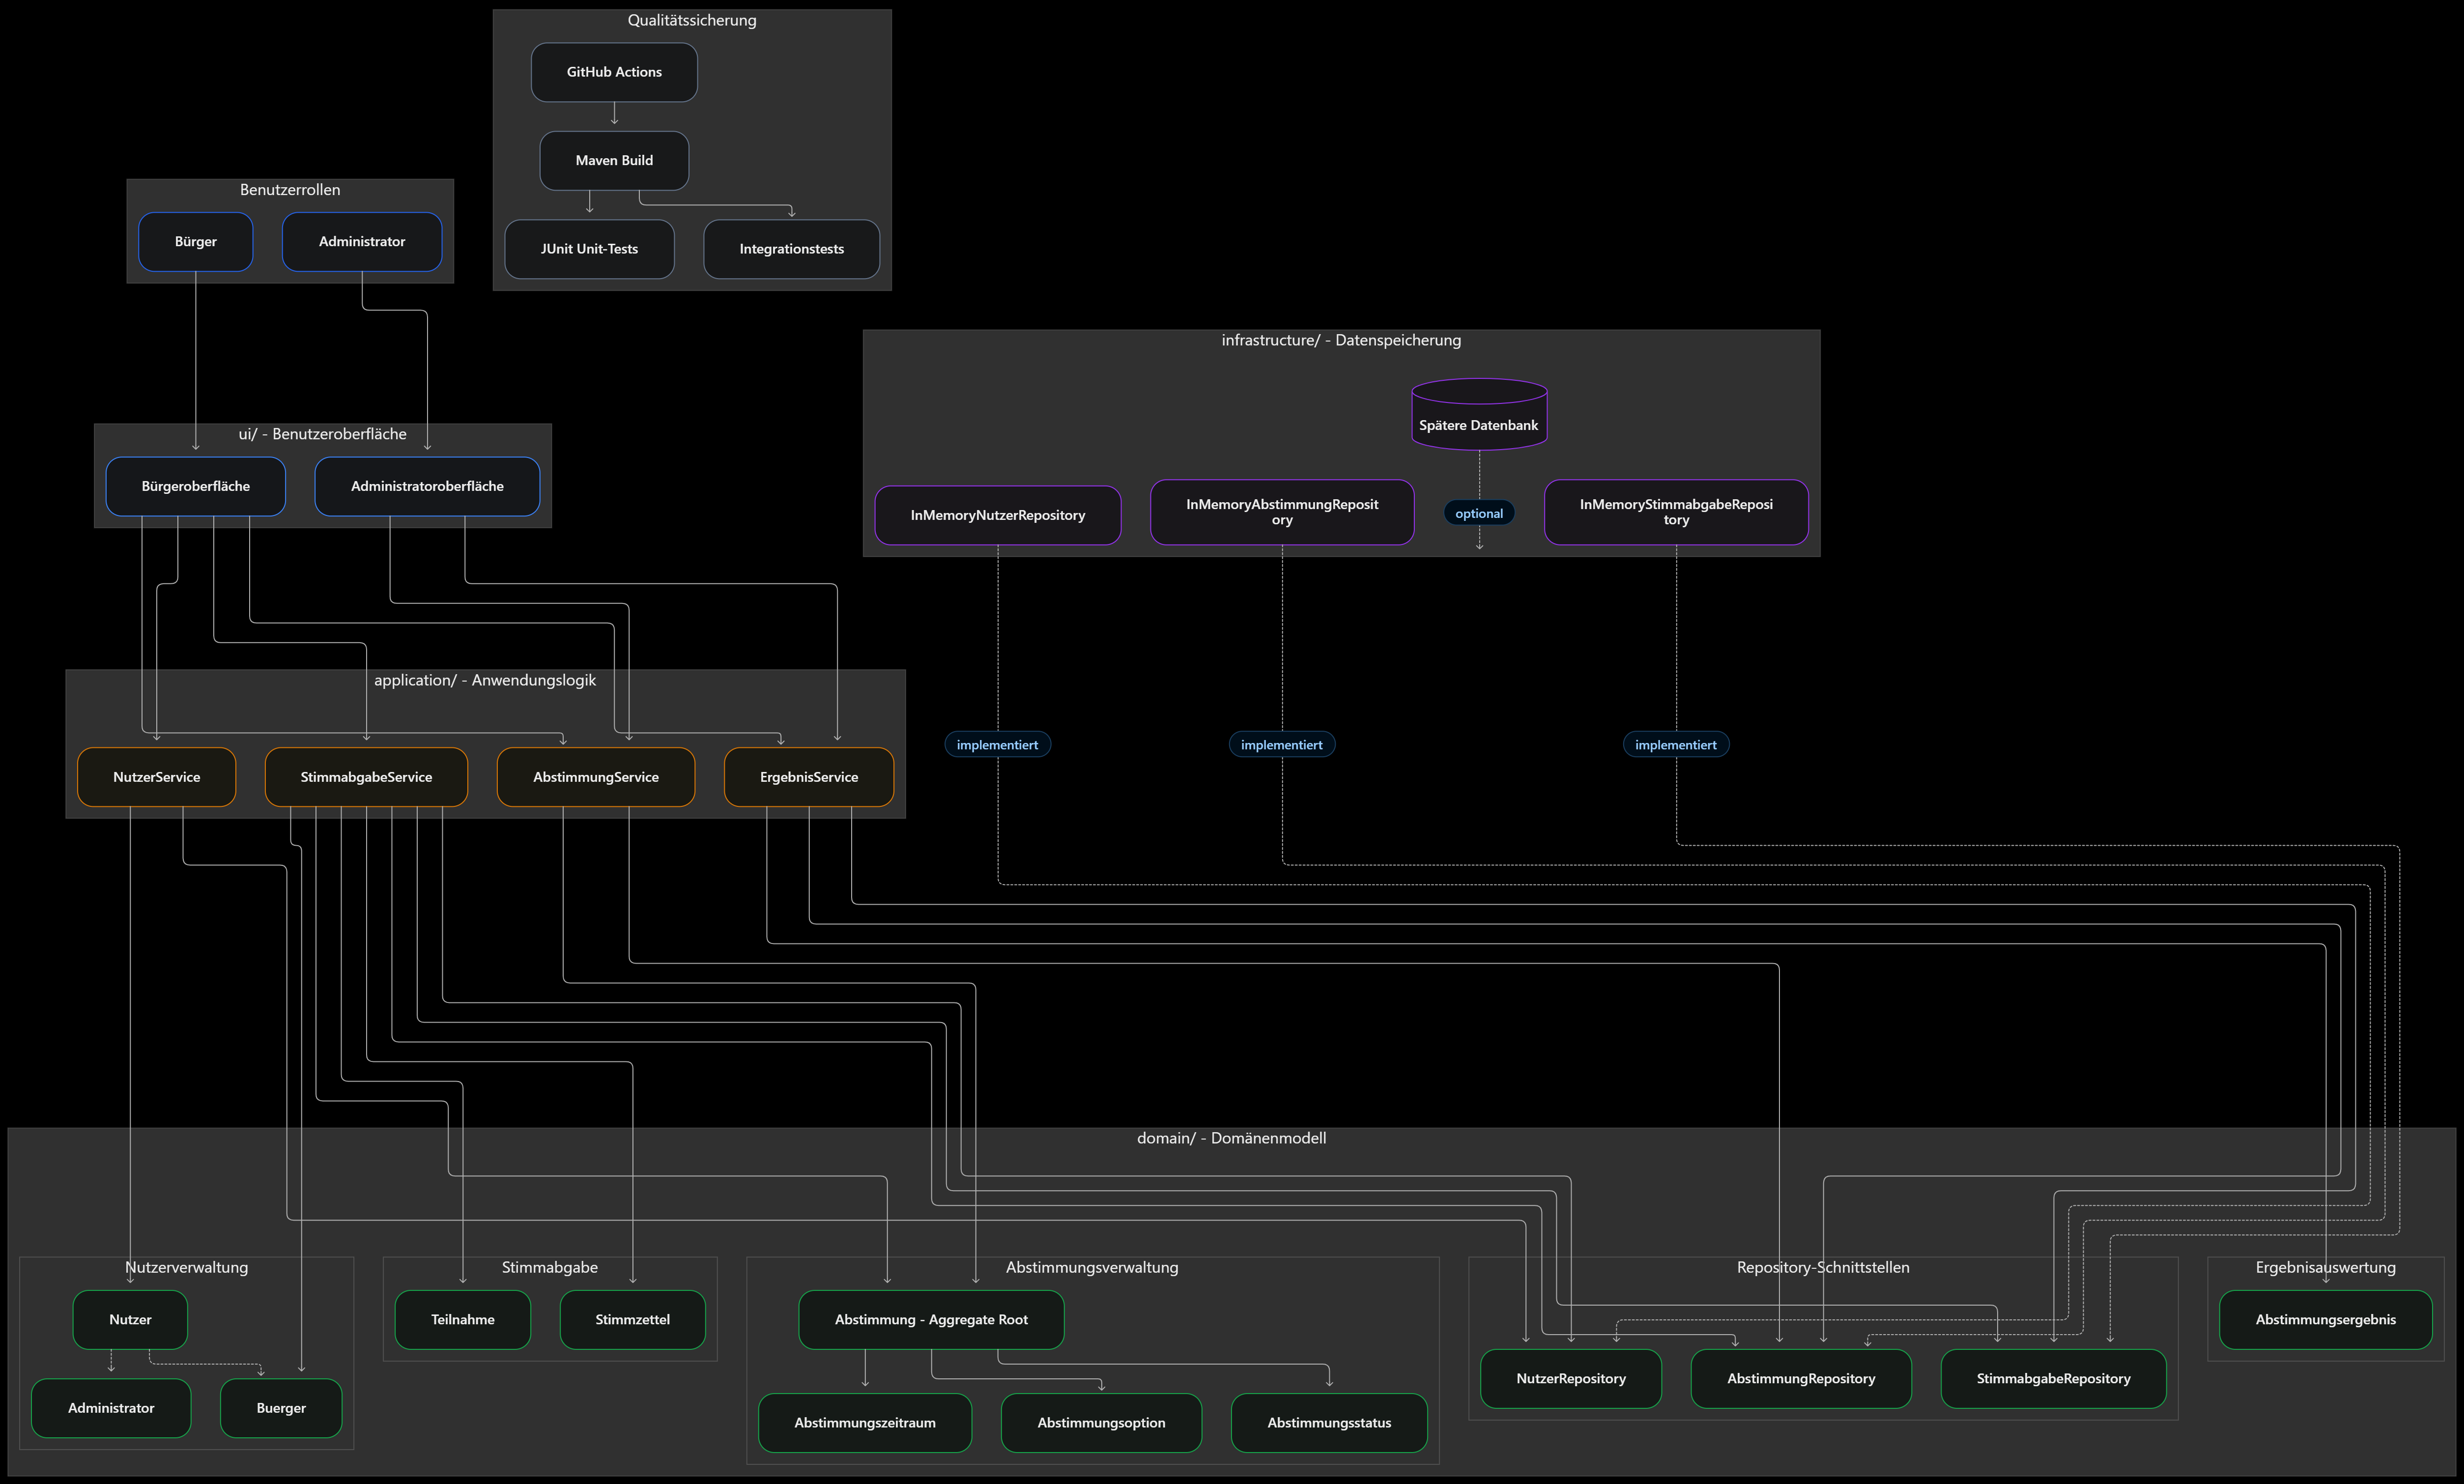 Qualitätssicherung
GitHub Actions
Maven Build
JUnit Unit-Tests
Integrationstests
Benutzerrollen
Bürger
Administrator
infrastructure/ - Datenspeicherung
Spätere Datenbank
InMemoryNutzerRepository
InMemoryAbstimmungReposit
ory
optional
InMemoryStimmabgabeReposi
tory
ui/ - Benutzeroberfläche
Bürgeroberfläche
Administratoroberfläche
application/ - Anwendungslogik
NutzerService
StimmabgabeService
AbstimmungService
ErgebnisService
implementiert
implementiert
implementiert
domain/ - Domänenmodell
Nutzerverwaltung
Nutzer
Administrator
Buerger
Stimmabgabe
Teilnahme
Stimmzettel
Abstimmungsverwaltung
Abstimmung - Aggregate Root
Abstimmungszeitraum
Abstimmungsoption
Abstimmungsstatus
Repository-Schnittstellen
NutzerRepository
AbstimmungRepository
StimmabgabeRepository
Ergebnisauswertung
Abstimmungsergebnis